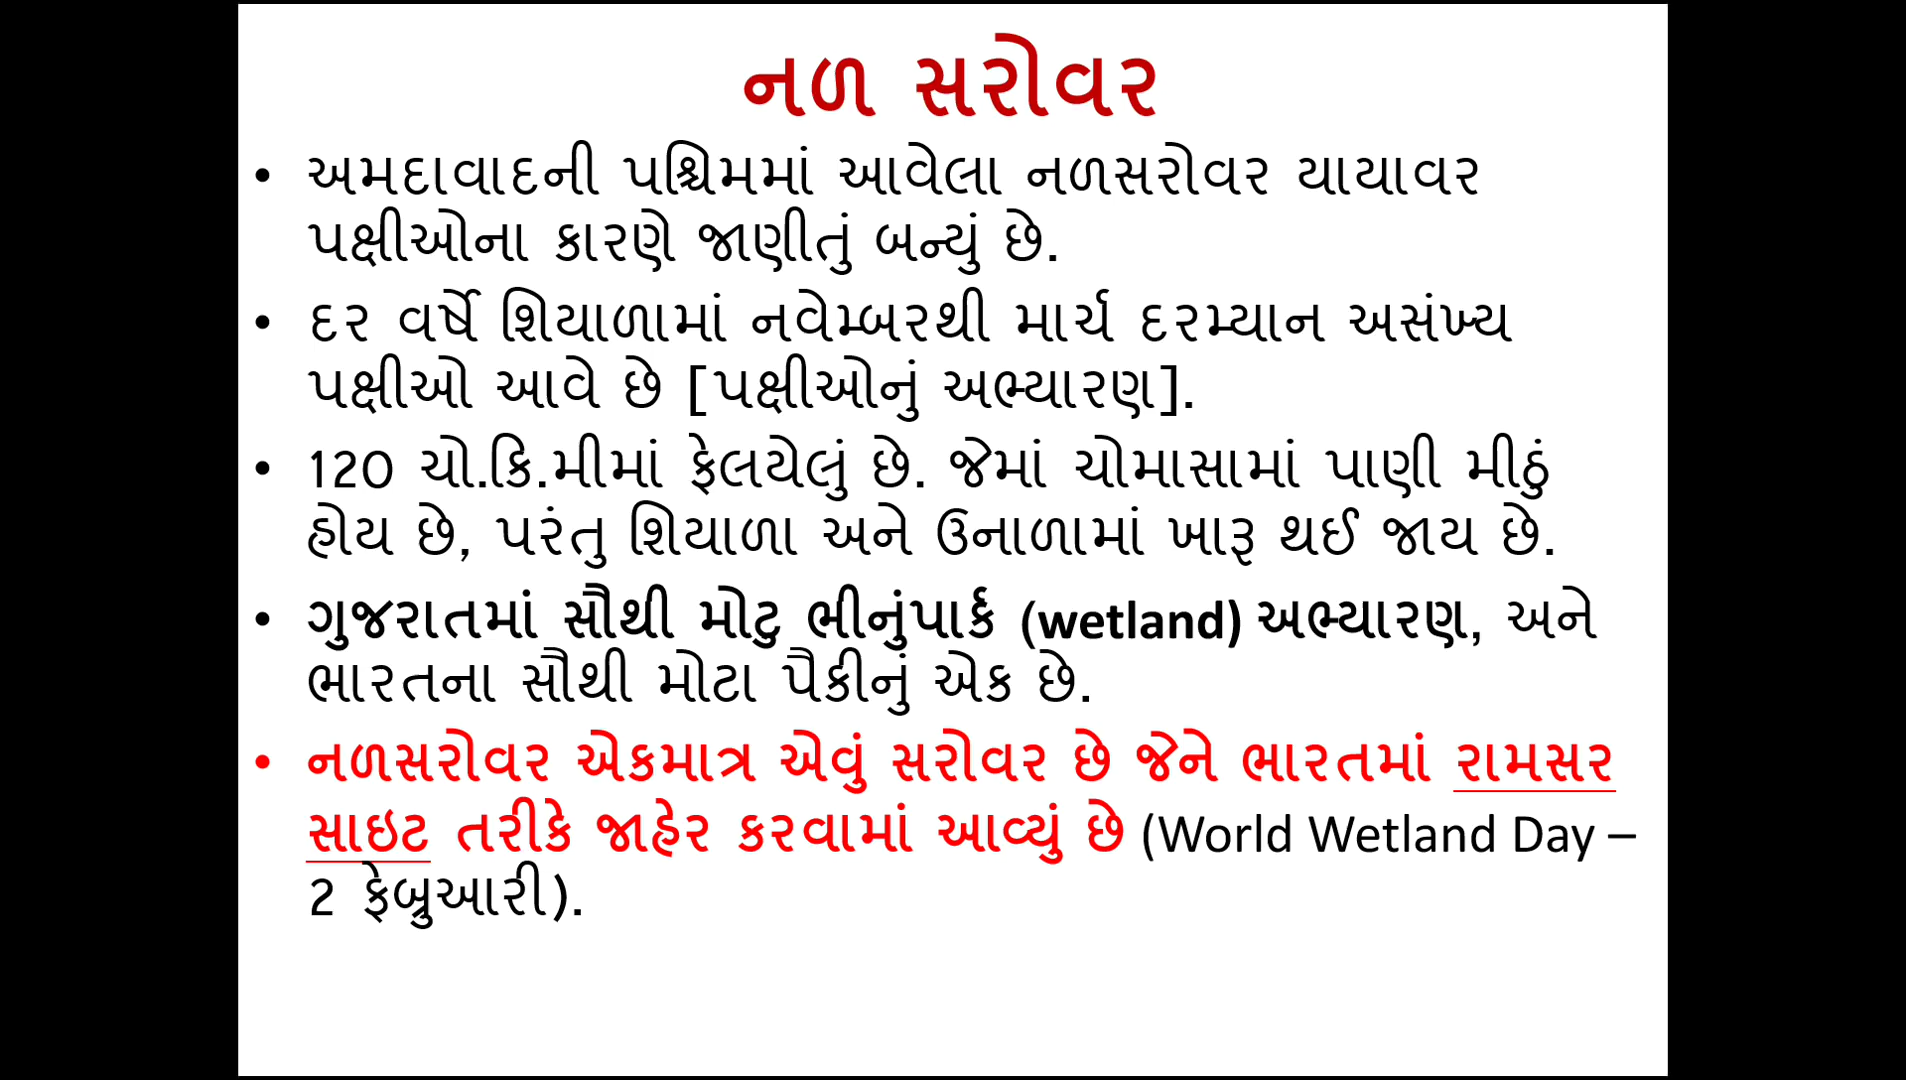 નળ સરોવર
• અમદાવાદની પશ્ચિમમાં આવેલા નળસરોવર યાયાવર
પક્ષીઓના કારણે જાણીતું બન્યું છે.
• દર વર્ષે શિયાળામાં નવેમ્બરથી માર્ચ દરમ્યાન અસંખ્ય
પક્ષીઓ આવે છે [પક્ષીઓનું અભ્યારણ].
• 120 ચો.કિ.મીમાં ફેલયેલું છે. જેમાં ચોમાસામાં પાણી મીઠું
હોય છે, પરંતુ શિયાળા અને ઉનાળામાં ખારૂ થઈ જાય છે.
• ગુજરાતમાં સૌથી મોટુ ભીનુંપાર્ક (wetland) અભ્યારણ, અને
ભારતના સૌથી મોટા પૈકીનું એક છે.
• નળસરોવર એકમાત્ર એવું સરોવર છે જેને ભારતમાં રામસર
સાઇટ તરીકે જાહેર કરવામાં આવ્યું છે (World Wetland Day –
2 ફેબ્રુઆરી).